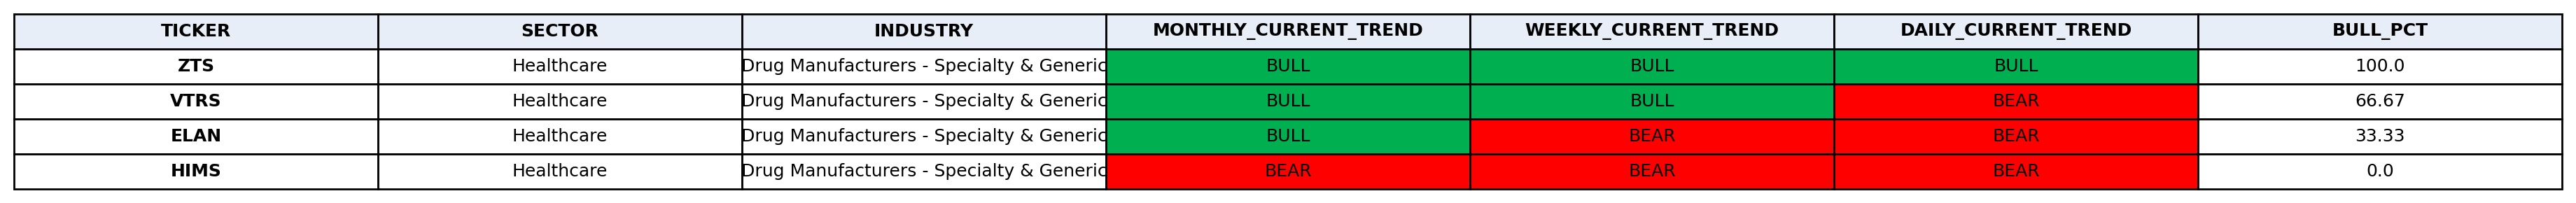 TICKER SECTOR INDUSTRY MONTHLY_CURRENT_TREND WEEKLY_CURRENT_TREND DAILY_CURRENT_TREND BULL_PCT
ZTS Healthcare Drug Manufacturers - Specialty & Generic BULL BULL BULL 100.0
VTRS Healthcare Drug Manufacturers - Specialty & Generic BULL BULL BEAR 66.67
ELAN Healthcare Drug Manufacturers - Specialty & Generic BULL BEAR BEAR 33.33
HIMS Healthcare Drug Manufacturers - Specialty & Generic BEAR BEAR BEAR 0.0